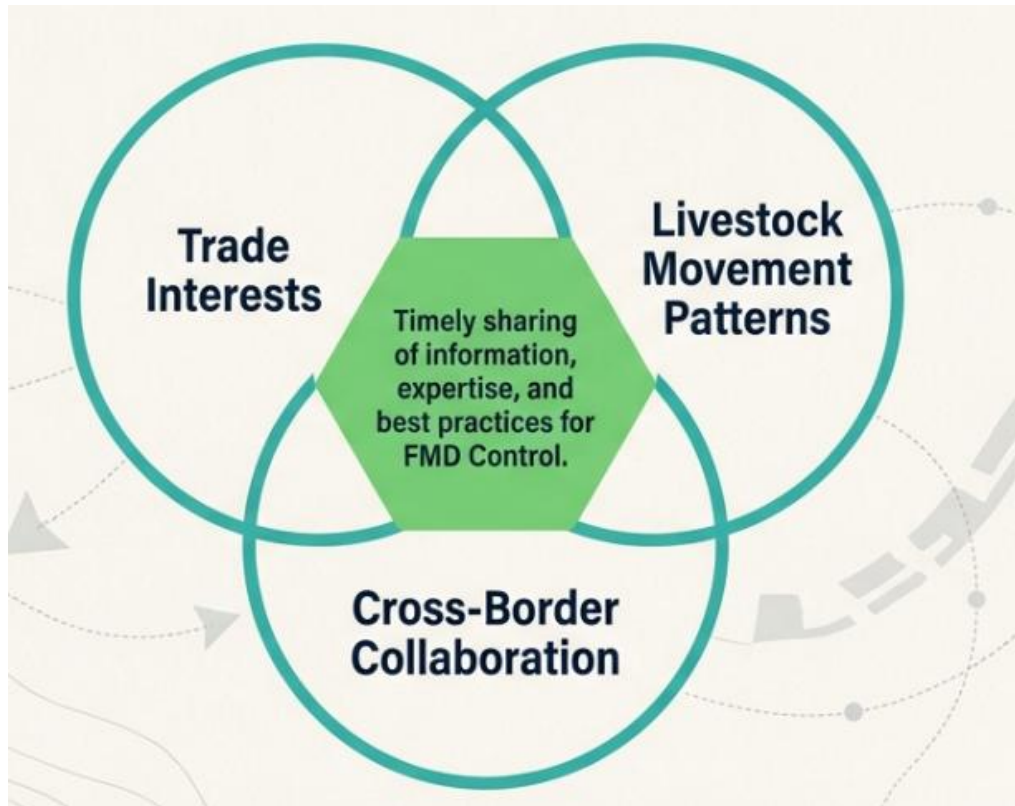 Trade
Interests
Livestock
Movement
Patterns
Timely sharing
of information,
expertise, and
best practices for
FMD Control.
Cross-Border
Collaboration